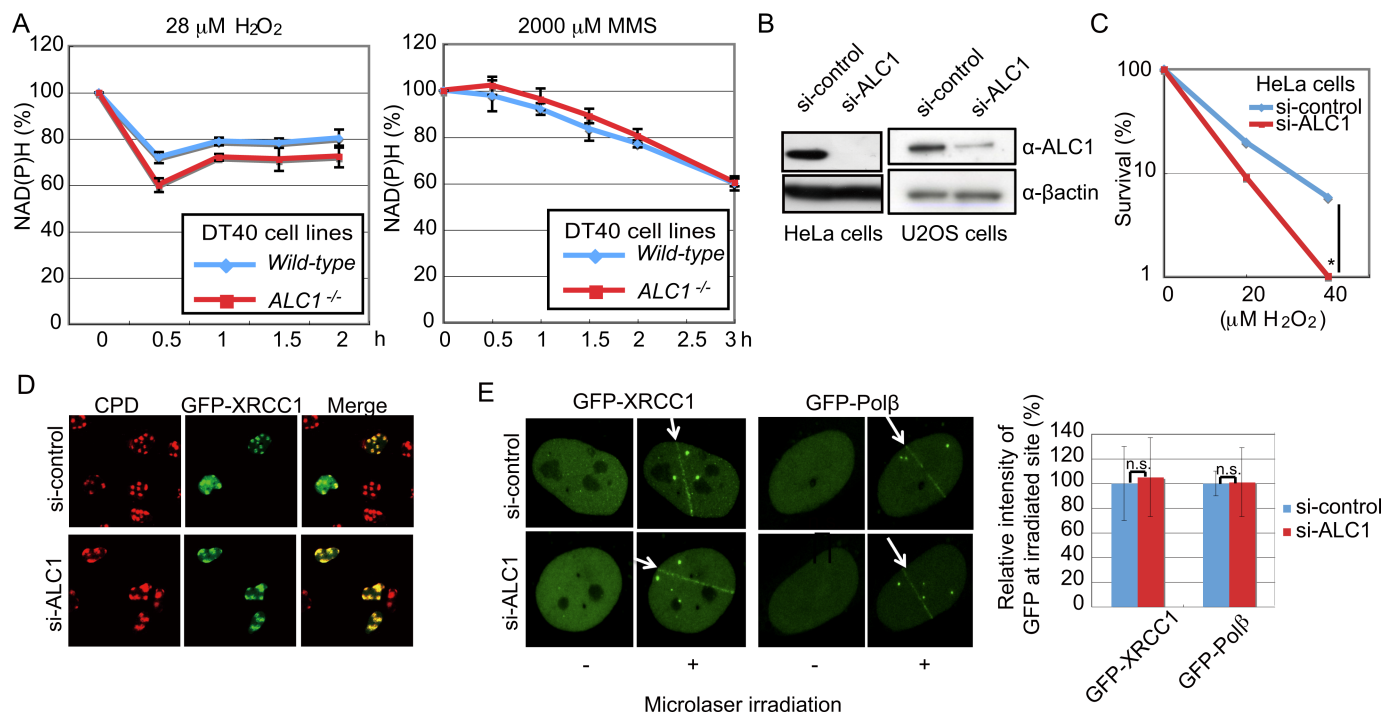 A
28 μM H2O2
NAD(P)H (%)
120
100
80
60
40
20
0
0
0.5
1
1.5
2
h
DT40 cell lines
Wild-type
ALC1 -/-
2000 μM MMS
NAD(P)H (%)
120
100
80
60
40
20
0
0
0.5
1
1.5
2
2.5
3
h
DT40 cell lines
Wild-type
ALC1 -/-
B
si-control
si-ALC1
si-control
si-ALC1
α-ALC1
α-βactin
HeLa cells
U2OS cells
C
Survival (%)
100
10
1
0
20
40
(μM H2O2)
HeLa cells
si-control
si-ALC1
*
D
CPD
GFP-XRCC1
Merge
si-control
si-ALC1
E
GFP-XRCC1
GFP-Polβ
si-control
si-ALC1
-
+
-
+
Microlaser irradiation
Relative intensity of
GFP at irradiated site (%)
140
120
100
80
60
40
20
0
n.s.
n.s.
GFP-XRCC1
GFP-Polβ
si-control
si-ALC1